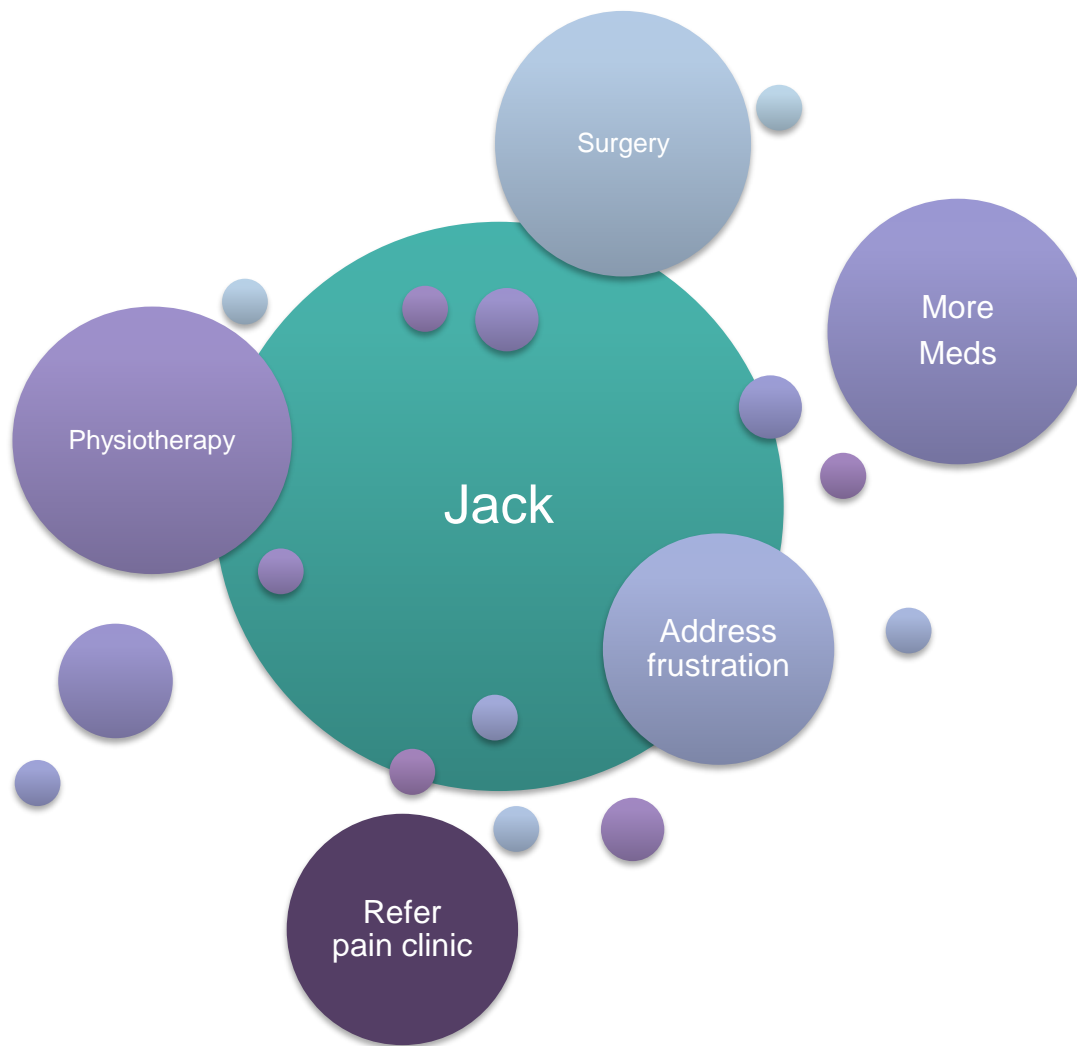 Surgery
More
Meds
Physiotherapy
Jack
Address
frustration
Refer
pain clinic